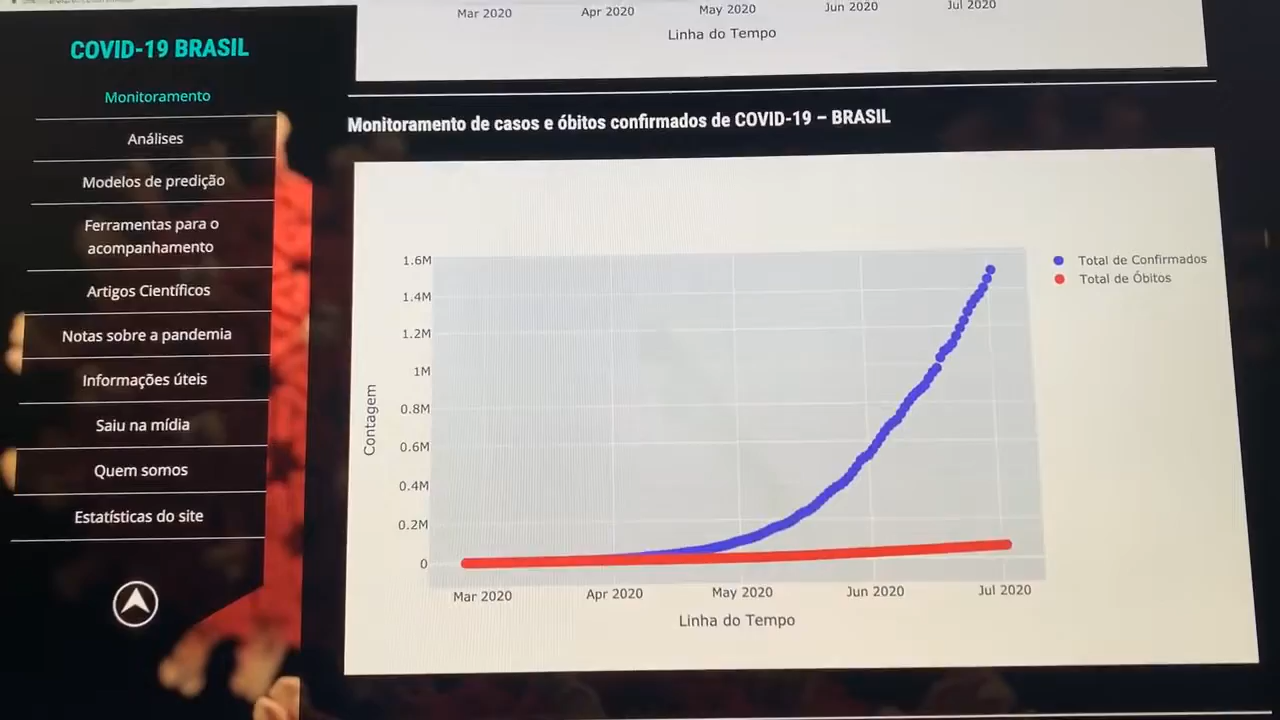 COVID-19 BRASIL
Monitoramento
Análises
Modelos de predição
Ferramentas para o
acompanhamento
Artigos Científicos
Notas sobre a pandemia
Informações úteis
Saiu na mídia
Quem somos
Estatísticas do site
Mar 2020 Apr 2020 May 2020 Jun 2020 Jul 2020
Linha do Tempo
Monitoramento de casos e óbitos confirmados de COVID-19 – BRASIL
1.6M
1.4M
1.2M
1M
0.8M
0.6M
0.4M
0.2M
0
Contagem
Mar 2020 Apr 2020 May 2020 Jun 2020 Jul 2020
Linha do Tempo
Total de Confirmados
Total de Óbitos